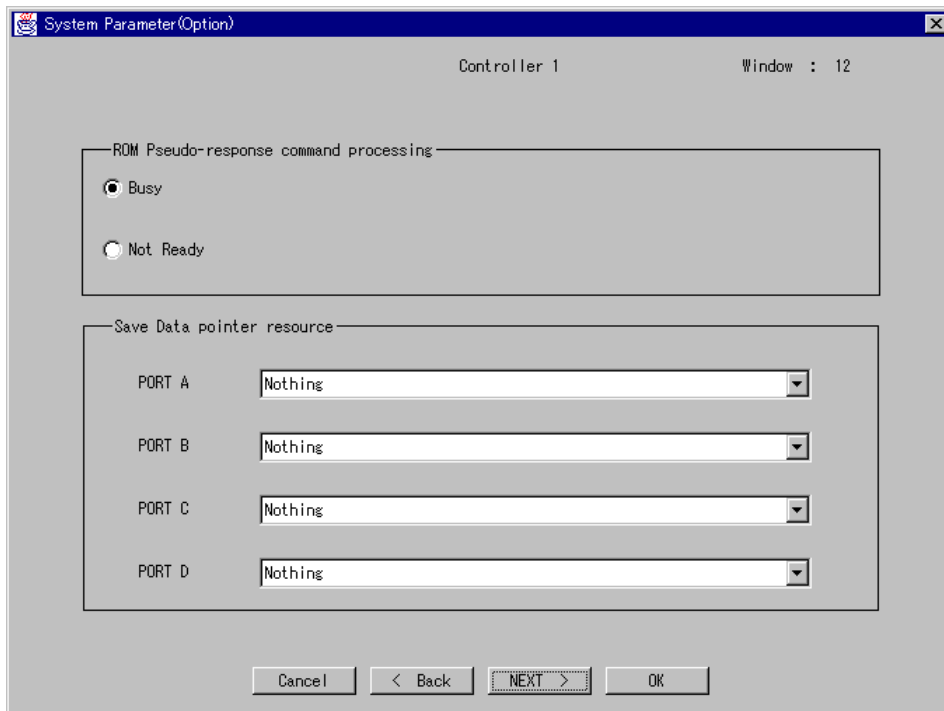 System Parameter(Option)
Controller 1 Window : 12
ROM Pseudo-response command processing
Busy
Not Ready
Save Data pointer resource
PORT A Nothing
PORT B Nothing
PORT C Nothing
PORT D Nothing
Cancel < Back NEXT > OK